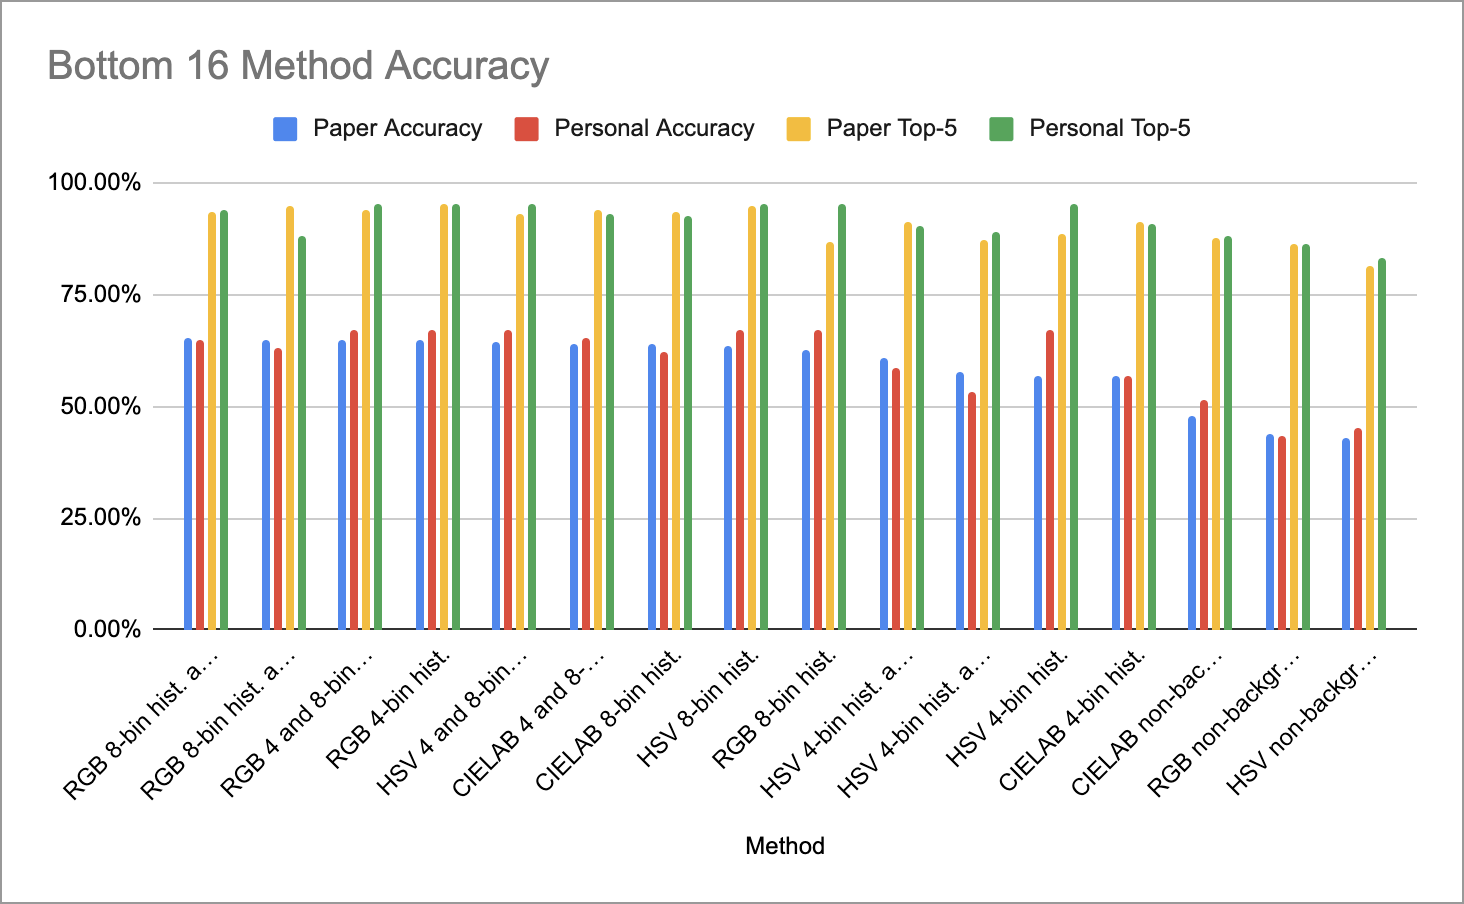 Bottom 16 Method Accuracy
Paper Accuracy Personal Accuracy Paper Top-5 Personal Top-5
100.00%
75.00%
50.00%
25.00%
0.00%
RGB 8-bin hist. a...
RGB 8-bin hist. a...
RGB 4 and 8-bin...
RGB 4-bin hist.
HSV 4 and 8-bin...
CIELAB 4 and 8-...
CIELAB 8-bin hist.
HSV 8-bin hist.
RGB 8-bin hist.
HSV 4-bin hist. a...
HSV 4-bin hist. a...
HSV 4-bin hist.
CIELAB 4-bin hist.
CIELAB non-bac...
RGB non-backgr...
HSV non-backgr...
Method